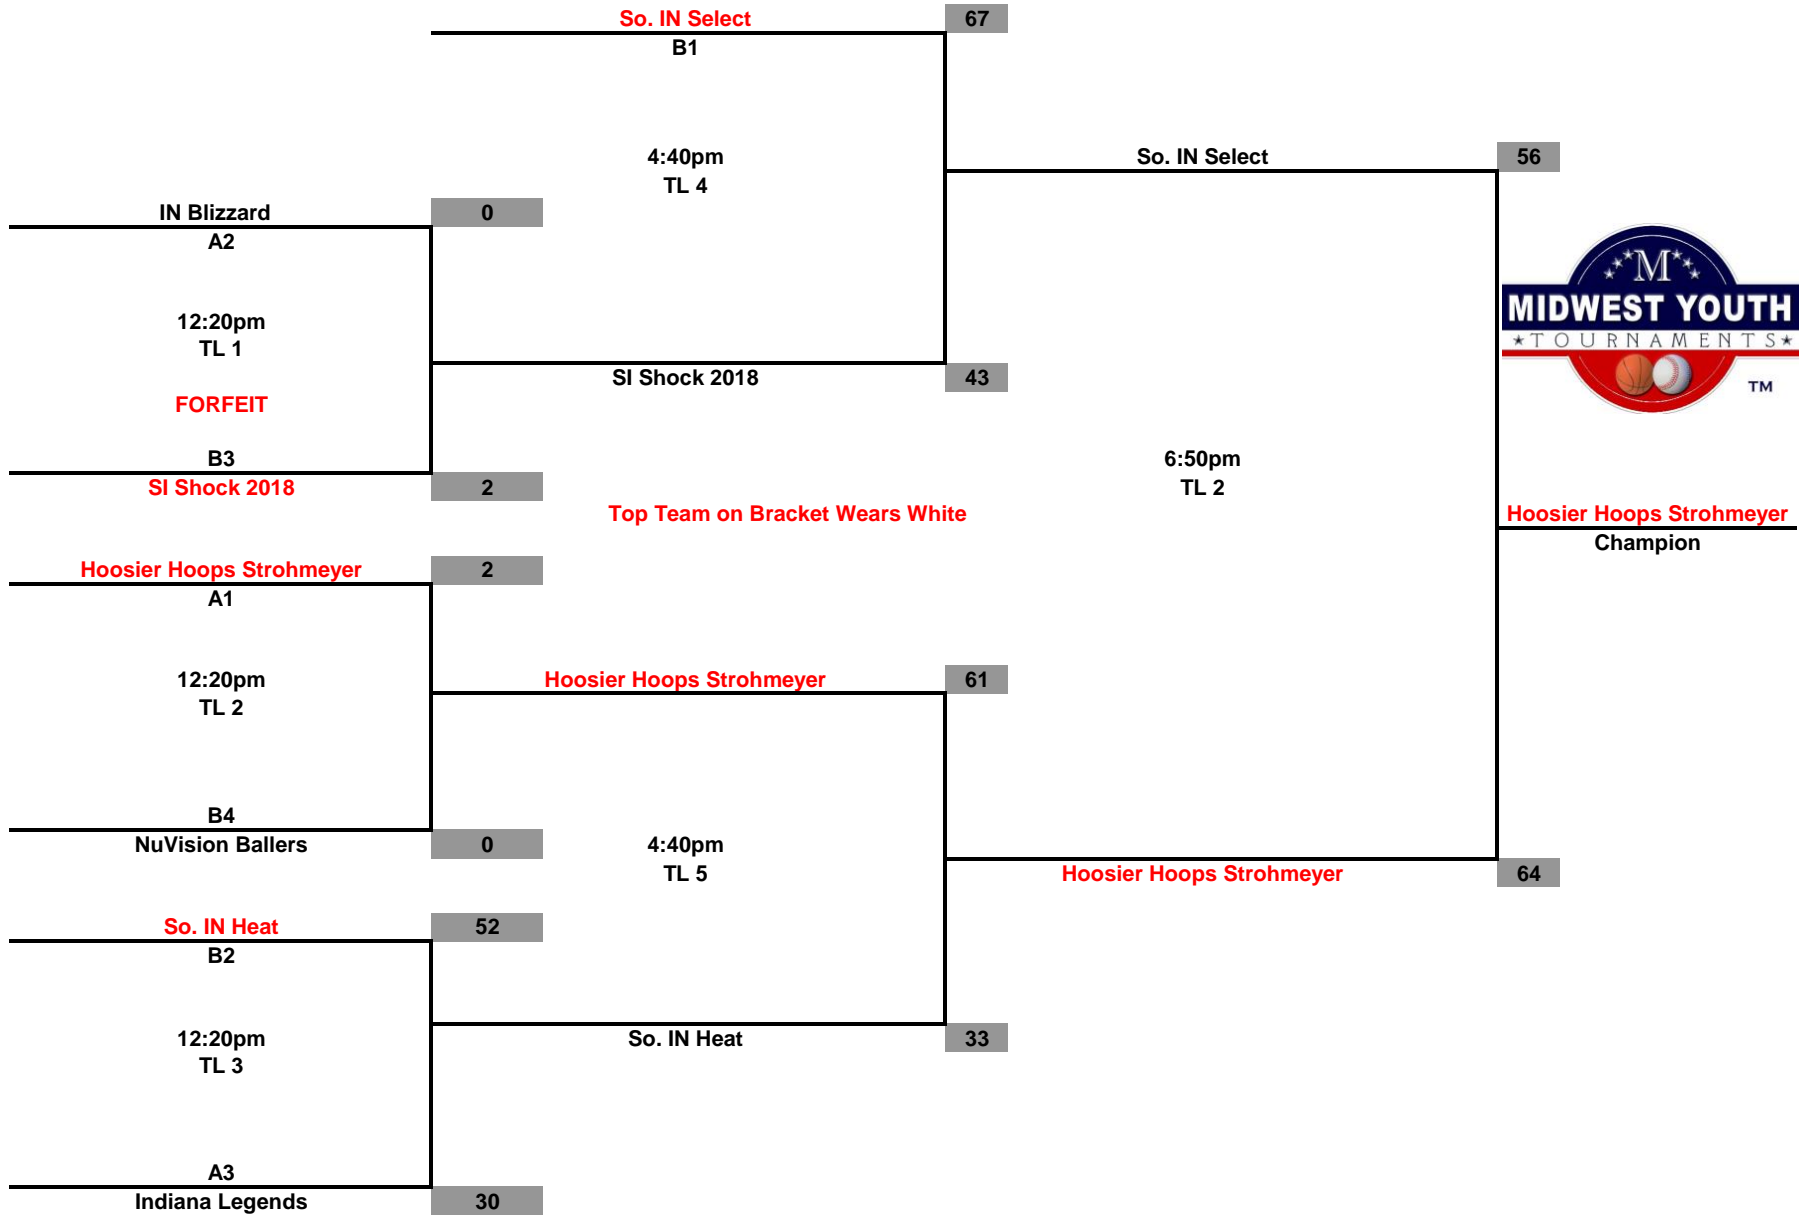 So. IN Select 67
B1
4:40pm
TL 4
So. IN Select 56
IN Blizzard 0
A2
12:20pm
TL 1
FORFEIT
B3
SI Shock 2018 2
SI Shock 2018 43
M
MIDWEST YOUTH
TOURNAMENTS
TM
6:50pm
TL 2
Top Team on Bracket Wears White
Hoosier Hoops Strohmeyer
Champion
Hoosier Hoops Strohmeyer 2
A1
12:20pm
TL 2
B4
NuVision Ballers 0
Hoosier Hoops Strohmeyer 61
4:40pm
TL 5
Hoosier Hoops Strohmeyer 64
So. IN Heat 52
B2
12:20pm
TL 3
A3
Indiana Legends 30
So. IN Heat 33